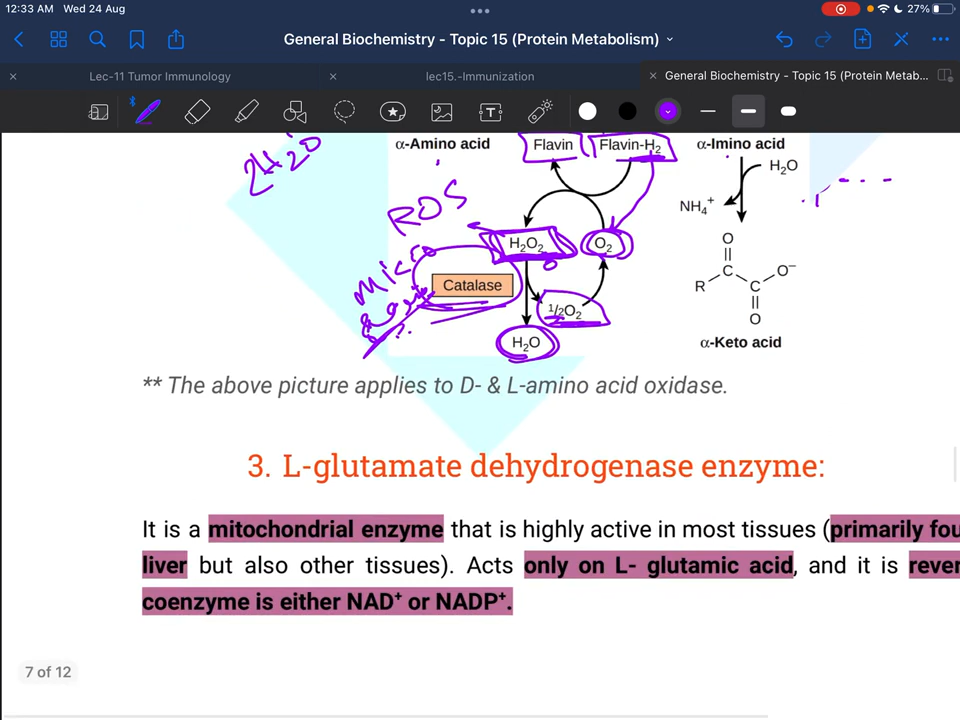 12:33 AM Wed 24 Aug
27%
General Biochemistry - Topic 15 (Protein Metabolism)
Lec-11 Tumor Immunology
lec15.-Immunization
General Biochemistry - Topic 15 (Protein Metab...
2H2O
α-Amino acid
Flavin
Flavin-H₂
α-Imino acid
H₂O
ROS
NH₄⁺
H₂O₂
O₂
O
Micro
Catalase
R
C
C
O⁻
½O₂
O
H₂O
α-Keto acid
** The above picture applies to D- & L-amino acid oxidase.
3. L-glutamate dehydrogenase enzyme:
It is a mitochondrial enzyme that is highly active in most tissues (primarily fou
liver but also other tissues). Acts only on L- glutamic acid, and it is rever
coenzyme is either NAD⁺ or NADP⁺.
7 of 12